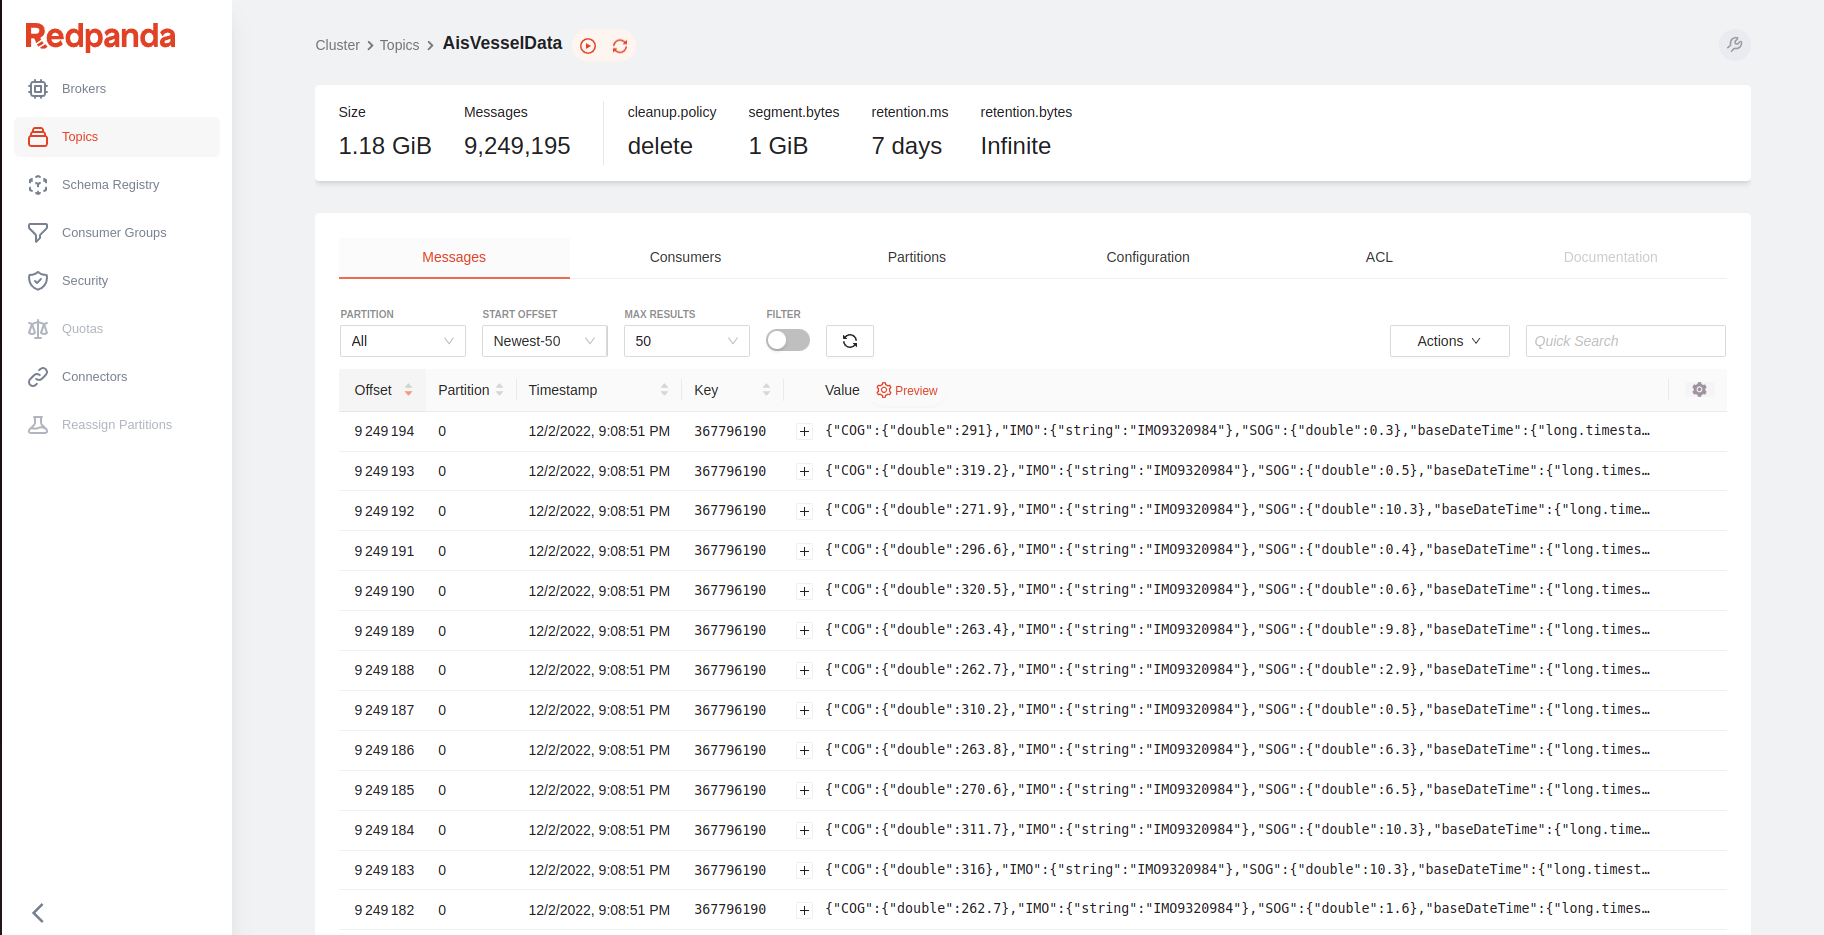 Redpanda
Brokers
Topics
Schema Registry
Consumer Groups
Security
Quotas
Connectors
Reassign Partitions
Cluster > Topics > AisVesselData
Size Messages cleanup.policy segment.bytes retention.ms retention.bytes
1.18 GiB 9,249,195 delete 1 GiB 7 days Infinite
Messages Consumers Partitions Configuration ACL Documentation
PARTITION START OFFSET MAX RESULTS FILTER
All Newest-50 50 Actions Quick Search
Offset Partition Timestamp Key Value Preview
9 249 194 0 12/2/2022, 9:08:51 PM 367796190 + {"COG":{"double":291},"IMO":{"string":"IMO9320984"},"SOG":{"double":0.3},"baseDateTime":{"long.timesta…
9 249 193 0 12/2/2022, 9:08:51 PM 367796190 + {"COG":{"double":319.2},"IMO":{"string":"IMO9320984"},"SOG":{"double":0.5},"baseDateTime":{"long.times…
9 249 192 0 12/2/2022, 9:08:51 PM 367796190 + {"COG":{"double":271.9},"IMO":{"string":"IMO9320984"},"SOG":{"double":10.3},"baseDateTime":{"long.time…
9 249 191 0 12/2/2022, 9:08:51 PM 367796190 + {"COG":{"double":296.6},"IMO":{"string":"IMO9320984"},"SOG":{"double":0.4},"baseDateTime":{"long.times…
9 249 190 0 12/2/2022, 9:08:51 PM 367796190 + {"COG":{"double":320.5},"IMO":{"string":"IMO9320984"},"SOG":{"double":0.6},"baseDateTime":{"long.times…
9 249 189 0 12/2/2022, 9:08:51 PM 367796190 + {"COG":{"double":263.4},"IMO":{"string":"IMO9320984"},"SOG":{"double":9.8},"baseDateTime":{"long.times…
9 249 188 0 12/2/2022, 9:08:51 PM 367796190 + {"COG":{"double":262.7},"IMO":{"string":"IMO9320984"},"SOG":{"double":2.9},"baseDateTime":{"long.times…
9 249 187 0 12/2/2022, 9:08:51 PM 367796190 + {"COG":{"double":310.2},"IMO":{"string":"IMO9320984"},"SOG":{"double":0.5},"baseDateTime":{"long.times…
9 249 186 0 12/2/2022, 9:08:51 PM 367796190 + {"COG":{"double":263.8},"IMO":{"string":"IMO9320984"},"SOG":{"double":6.3},"baseDateTime":{"long.times…
9 249 185 0 12/2/2022, 9:08:51 PM 367796190 + {"COG":{"double":270.6},"IMO":{"string":"IMO9320984"},"SOG":{"double":6.5},"baseDateTime":{"long.times…
9 249 184 0 12/2/2022, 9:08:51 PM 367796190 + {"COG":{"double":311.7},"IMO":{"string":"IMO9320984"},"SOG":{"double":10.3},"baseDateTime":{"long.time…
9 249 183 0 12/2/2022, 9:08:51 PM 367796190 + {"COG":{"double":316},"IMO":{"string":"IMO9320984"},"SOG":{"double":10.3},"baseDateTime":{"long.timest…
9 249 182 0 12/2/2022, 9:08:51 PM 367796190 + {"COG":{"double":262.7},"IMO":{"string":"IMO9320984"},"SOG":{"double":1.6},"baseDateTime":{"long.times…